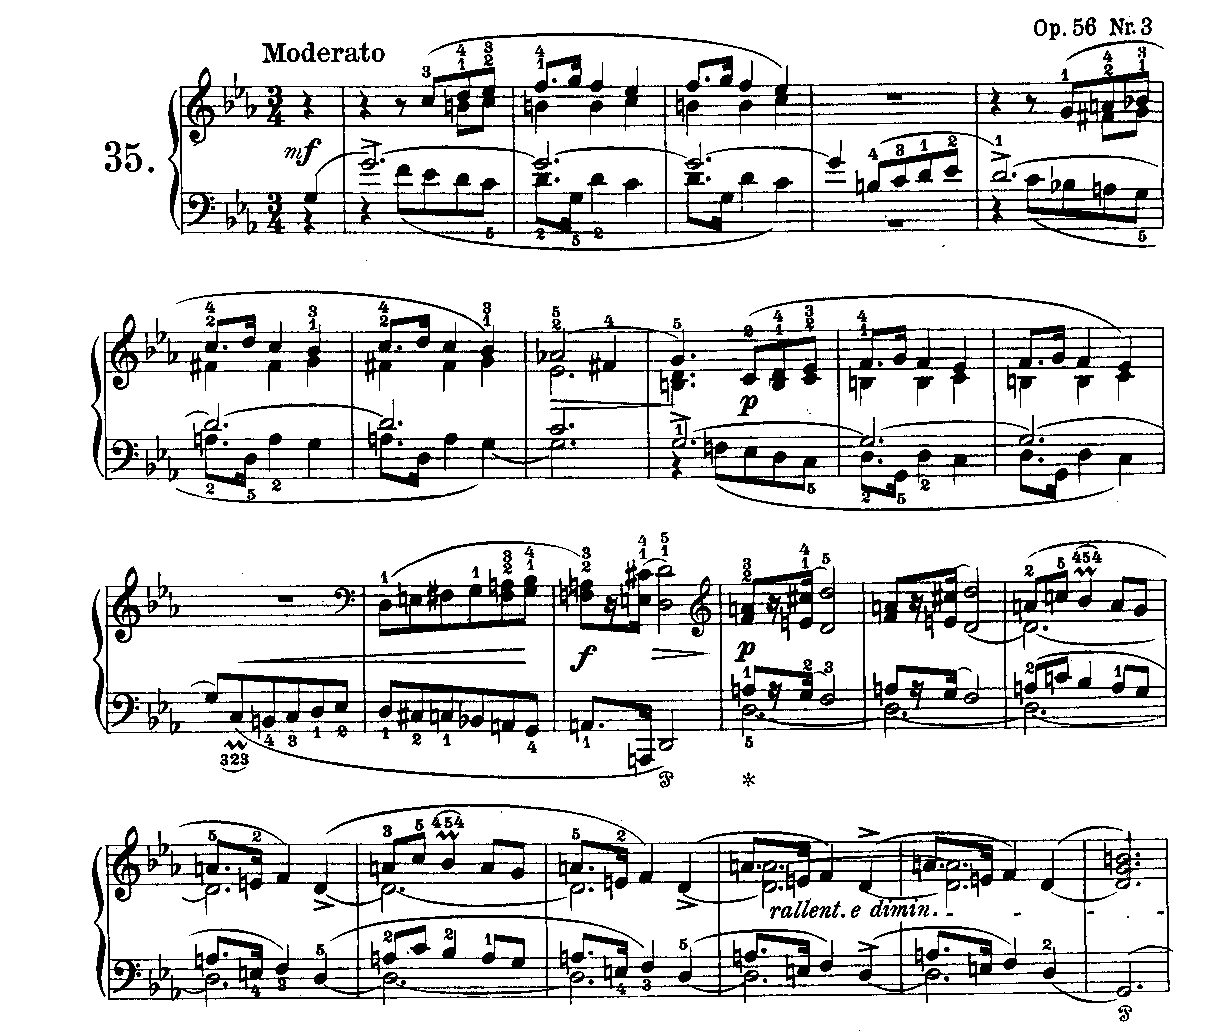 Op. 56 Nr. 3
Moderato
35.
mf
p
f
p
rallent. e dimin.